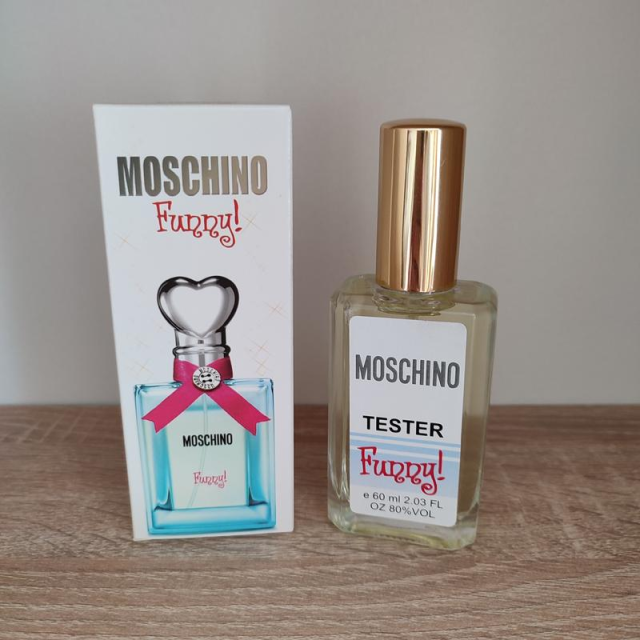 MOSCHINO
Funny!
MOSCHINO
Funny!
MOSCHINO
TESTER
Funny!
e 60 ml 2.03 FL
OZ 80%VOL